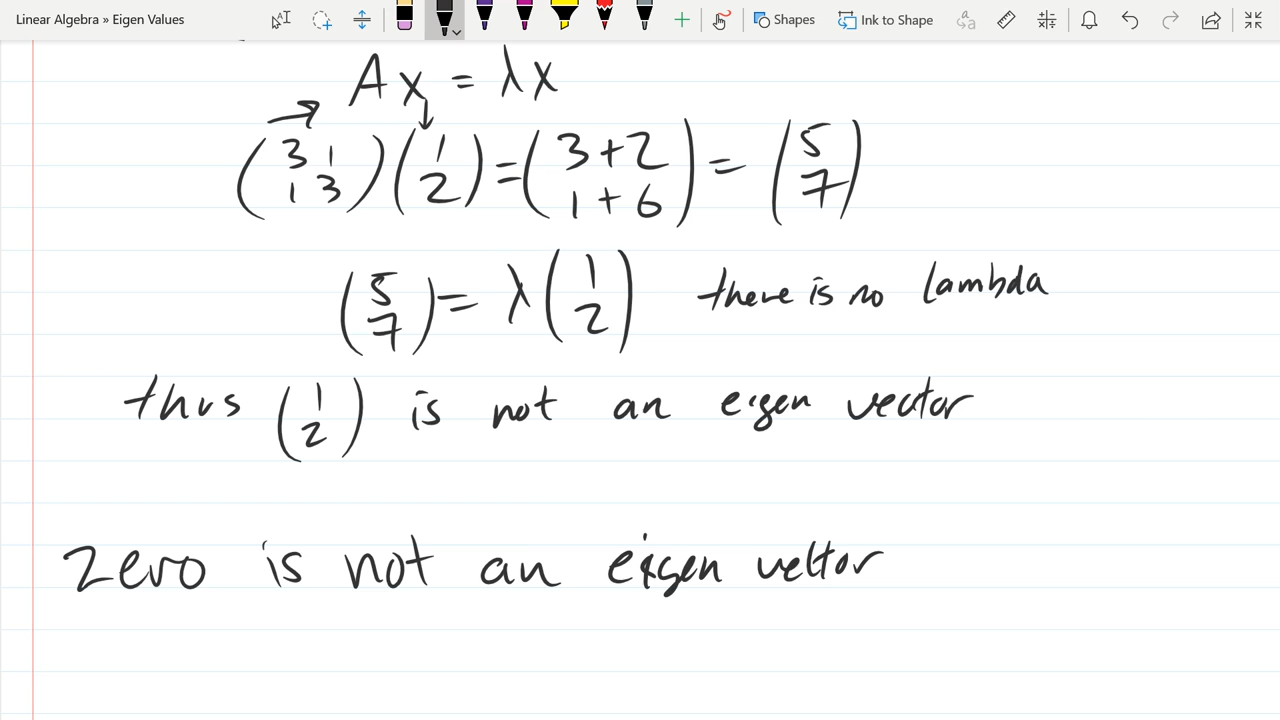 Linear Algebra » Eigen Values
Shapes
Ink to Shape
Ax = λx
(3 1 / 1 3)(1 / 2) = (3+2 / 1+6) = (5 / 7)
(5 / 7) = λ(1 / 2) there is no lambda
thus (1 / 2) is not an eigen vector
Zero is not an eigen vector